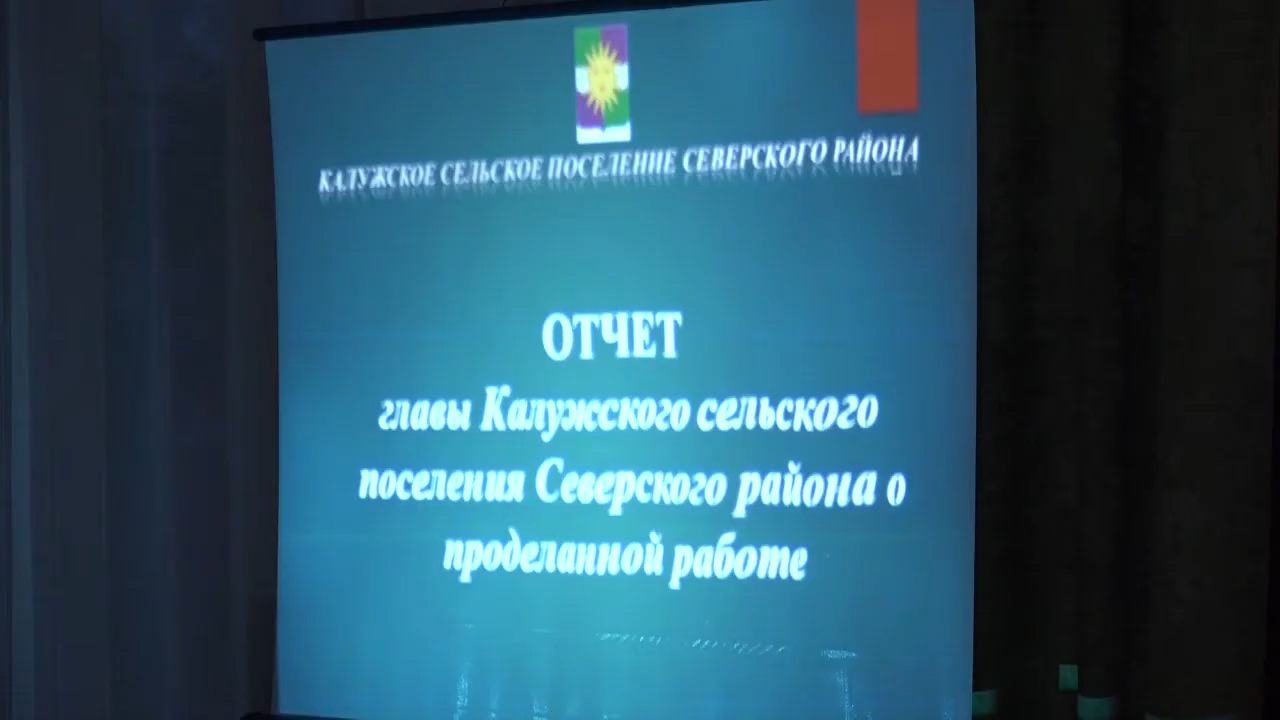 КАЛУЖСКОЕ СЕЛЬСКОЕ ПОСЕЛЕНИЕ СЕВЕРСКОГО РАЙОНА
ОТЧЕТ
главы Калужского сельского
поселения Северского района о
проделанной работе